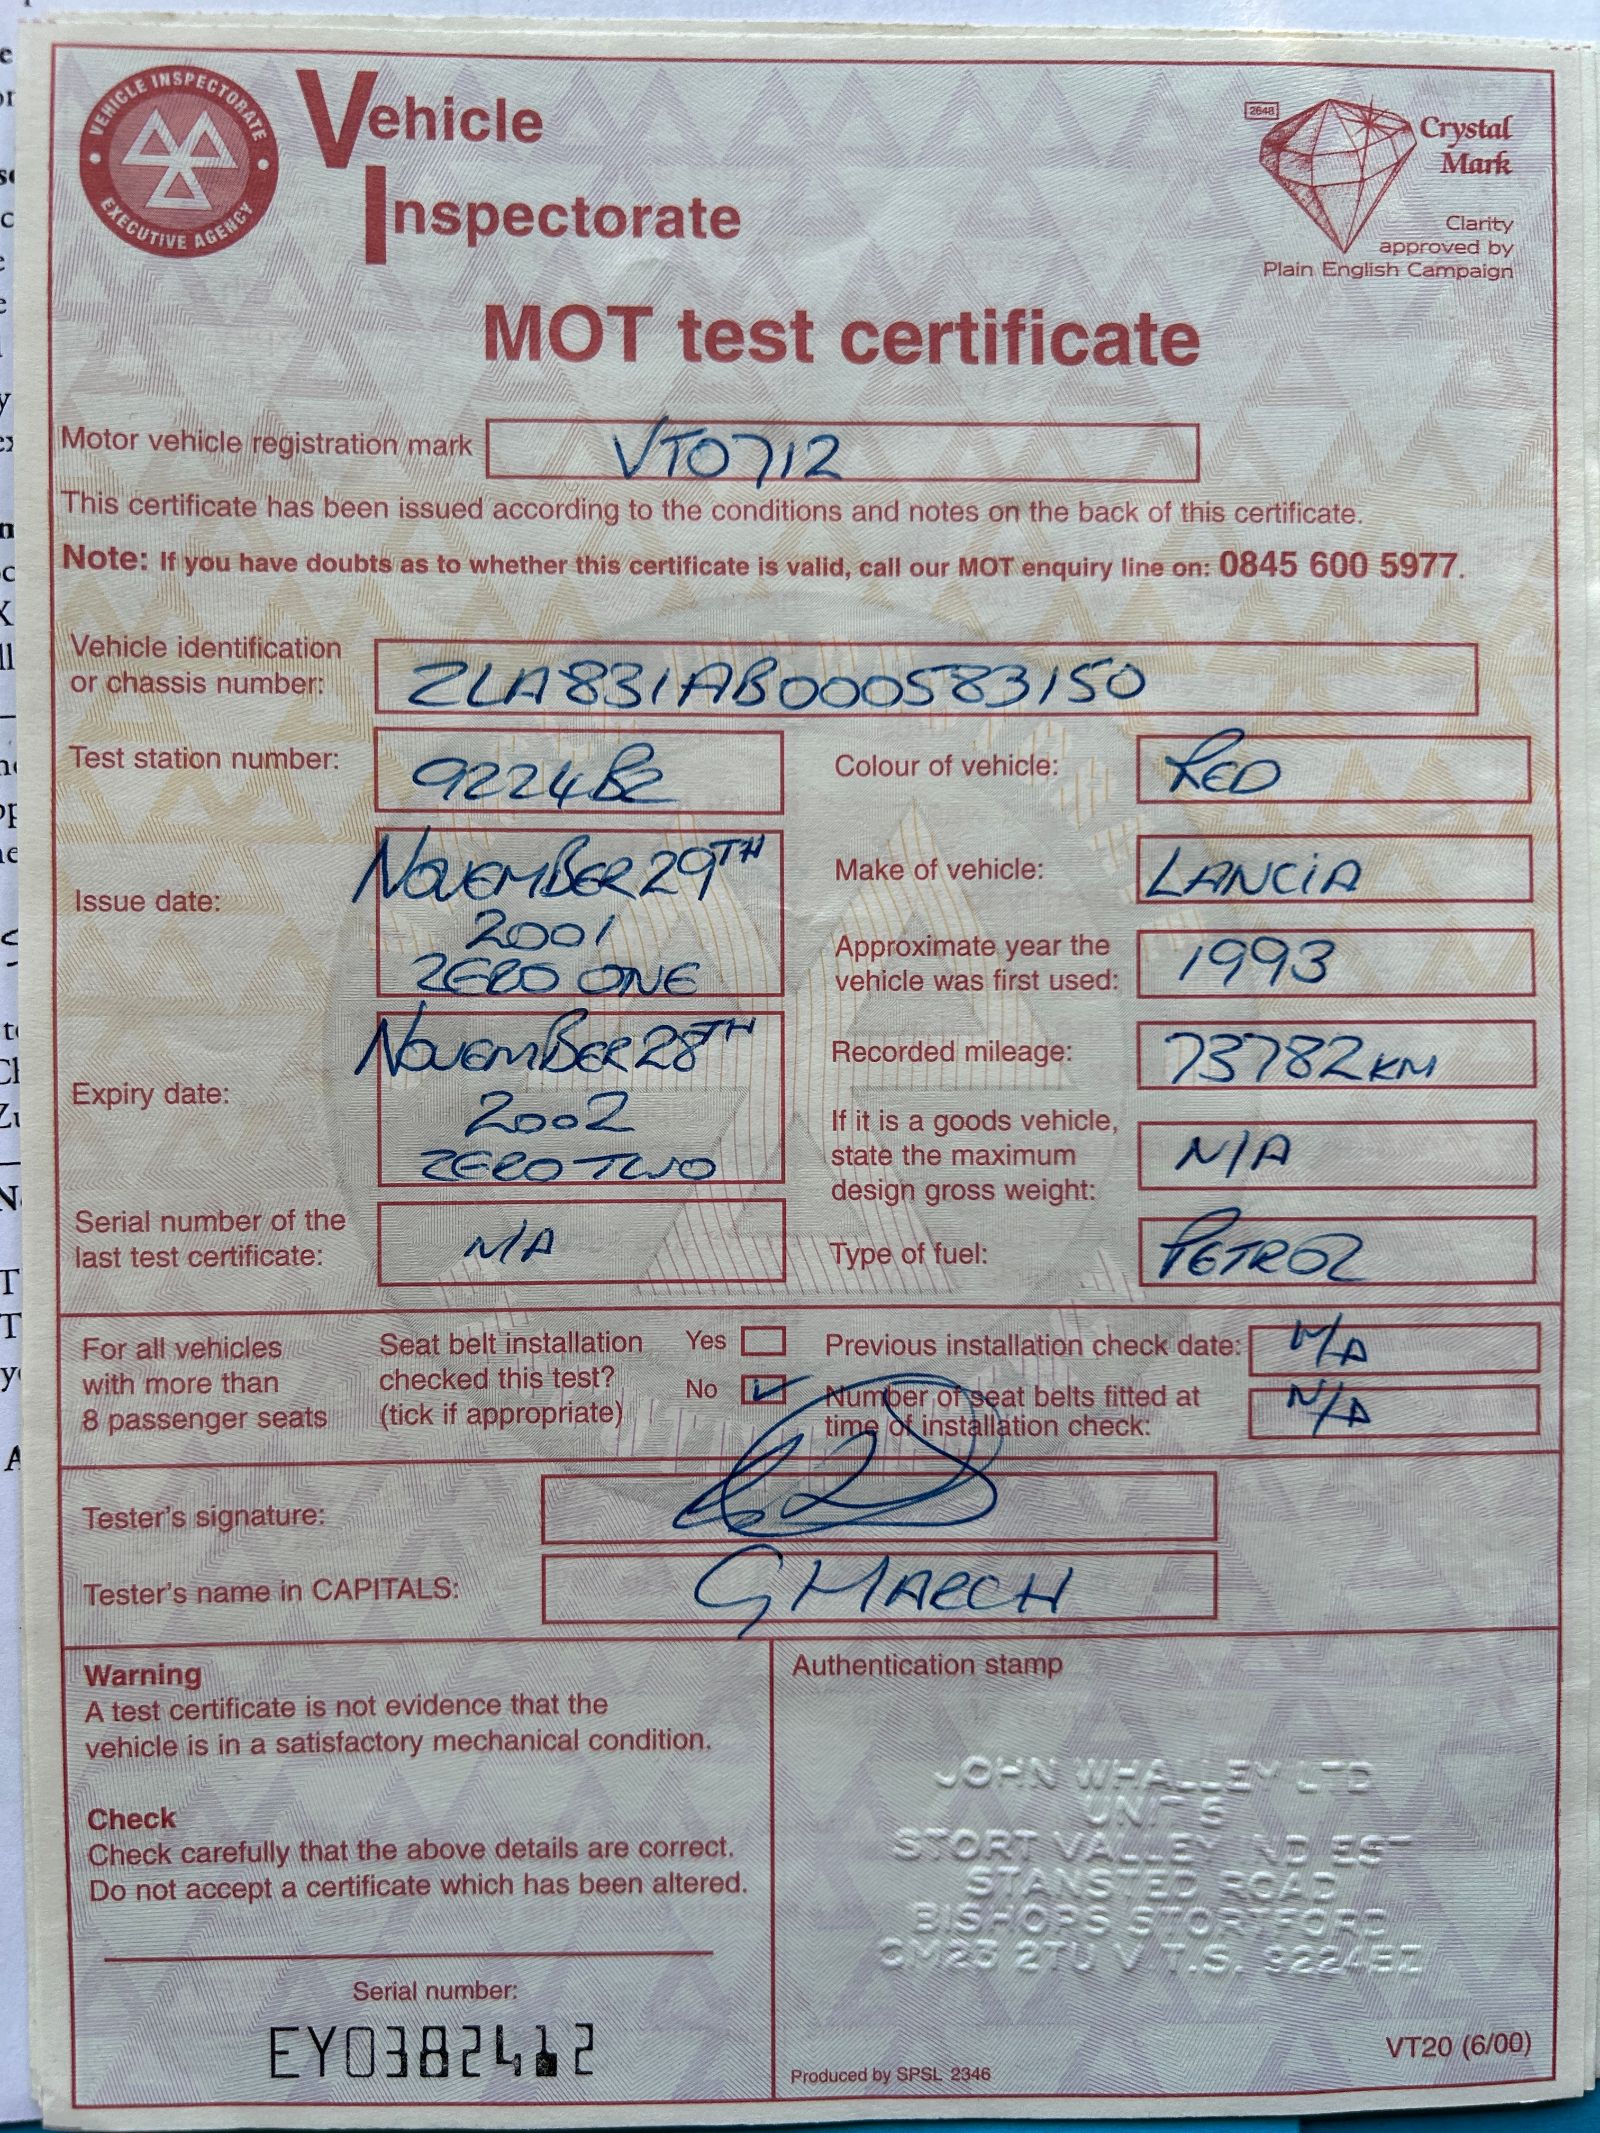 VEHICLE INSPECTORATE
EXECUTIVE AGENCY
Vehicle
Inspectorate
2648
Crystal
Mark
Clarity
approved by
Plain English Campaign
MOT test certificate
Motor vehicle registration mark VTO712
This certificate has been issued according to the conditions and notes on the back of this certificate.
Note: If you have doubts as to whether this certificate is valid, call our MOT enquiry line on: 0845 600 5977.
Vehicle identification
or chassis number: ZLA831AB000583150
Test station number: 9224BZ
Colour of vehicle: RED
Issue date: NOVEMBER 29TH
2001
ZERO ONE
Make of vehicle: LANCIA
Approximate year the
vehicle was first used: 1993
Expiry date: NOVEMBER 28TH
2002
ZERO TWO
Recorded mileage: 73782KM
If it is a goods vehicle,
state the maximum
design gross weight: N/A
Serial number of the
last test certificate: N/A
Type of fuel: PETROL
For all vehicles
with more than
8 passenger seats
Seat belt installation
checked this test?
(tick if appropriate)
Yes
No
Previous installation check date: N/A
Number of seat belts fitted at
time of installation check: N/A
Tester's signature:
Tester's name in CAPITALS: G MARCH
Warning
A test certificate is not evidence that the
vehicle is in a satisfactory mechanical condition.
Check
Check carefully that the above details are correct.
Do not accept a certificate which has been altered.
Serial number:
EY0382412
Authentication stamp
JOHN WHALLEY LTD
UNIT 5
STORT VALLEY IND EST
STANSTED ROAD
BISHOPS STORTFORD
CM23 2TU V.T.S. 9224BZ
Produced by SPSL 2346
VT20 (6/00)